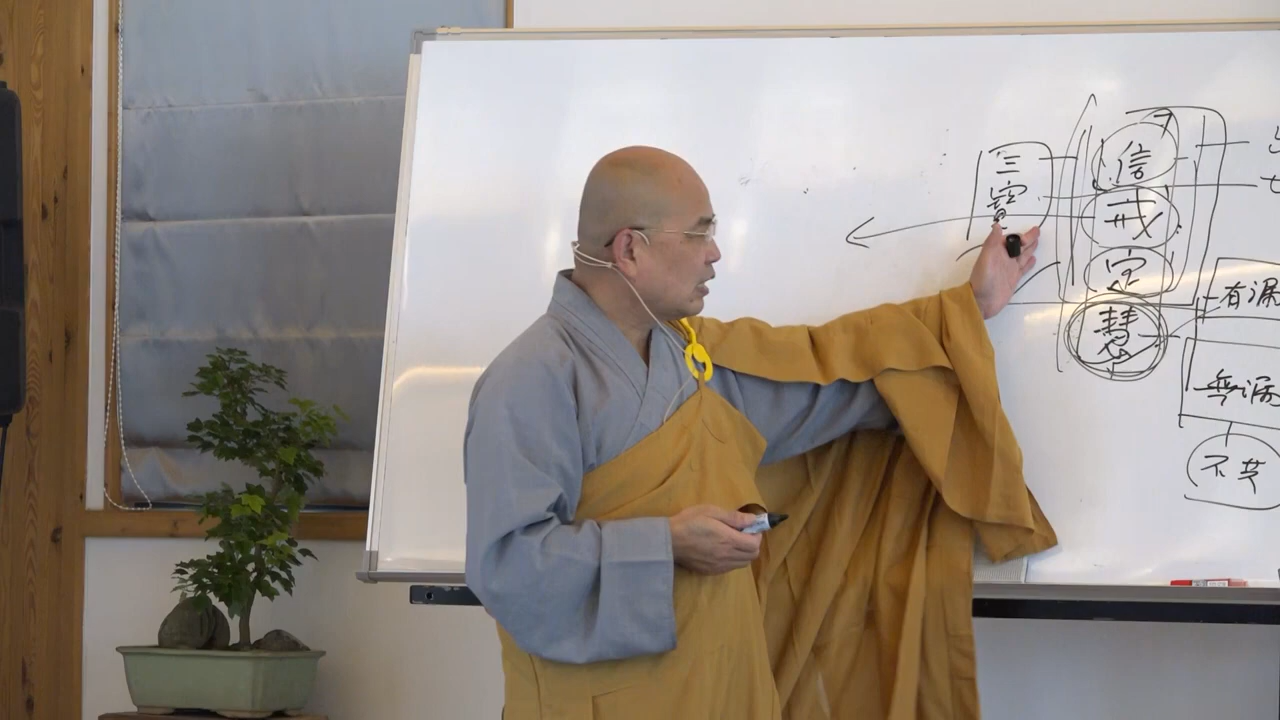 三寶
信
戒
定
慧
有漏
無漏
不共